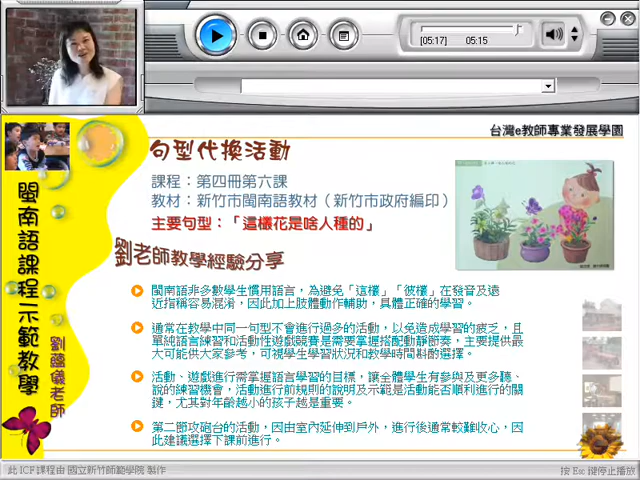 [05:17] 05:15
台灣e教師專業發展學園
句型代換活動
課程：第四冊第六課
教材：新竹市閩南語教材（新竹市政府編印）
主要句型：「這欉花是啥人種的」
劉老師教學經驗分享
閩南語非多數學生慣用語言，為避免「這欉」「彼欉」在發音及遠
近指稱容易混淆，因此加上肢體動作輔助，具體正確的學習。
通常在教學中同一句型不會進行過多的活動，以免造成學習的疲乏，且
單純語言練習和活動性遊戲競賽是需要掌握搭配動靜節奏，主要提供最
大可能供大家參考，可視學生學習狀況和教學時間斟酌選擇。
活動、遊戲進行需掌握語言學習的目標，讓全體學生有參與及更多聽、
說的練習機會，活動進行前規則的說明及示範是活動能否順利進行的關
鍵，尤其對年齡越小的孩子越是重要。
第二節攻砲台的活動，因由室內延伸到戶外，進行後通常較難收心，因
此建議選擇下課前進行。
閩南語課程示範教學
劉蘊儀老師
此 ICF 課程由 國立新竹師範學院 製作
按 Esc 鍵停止播放